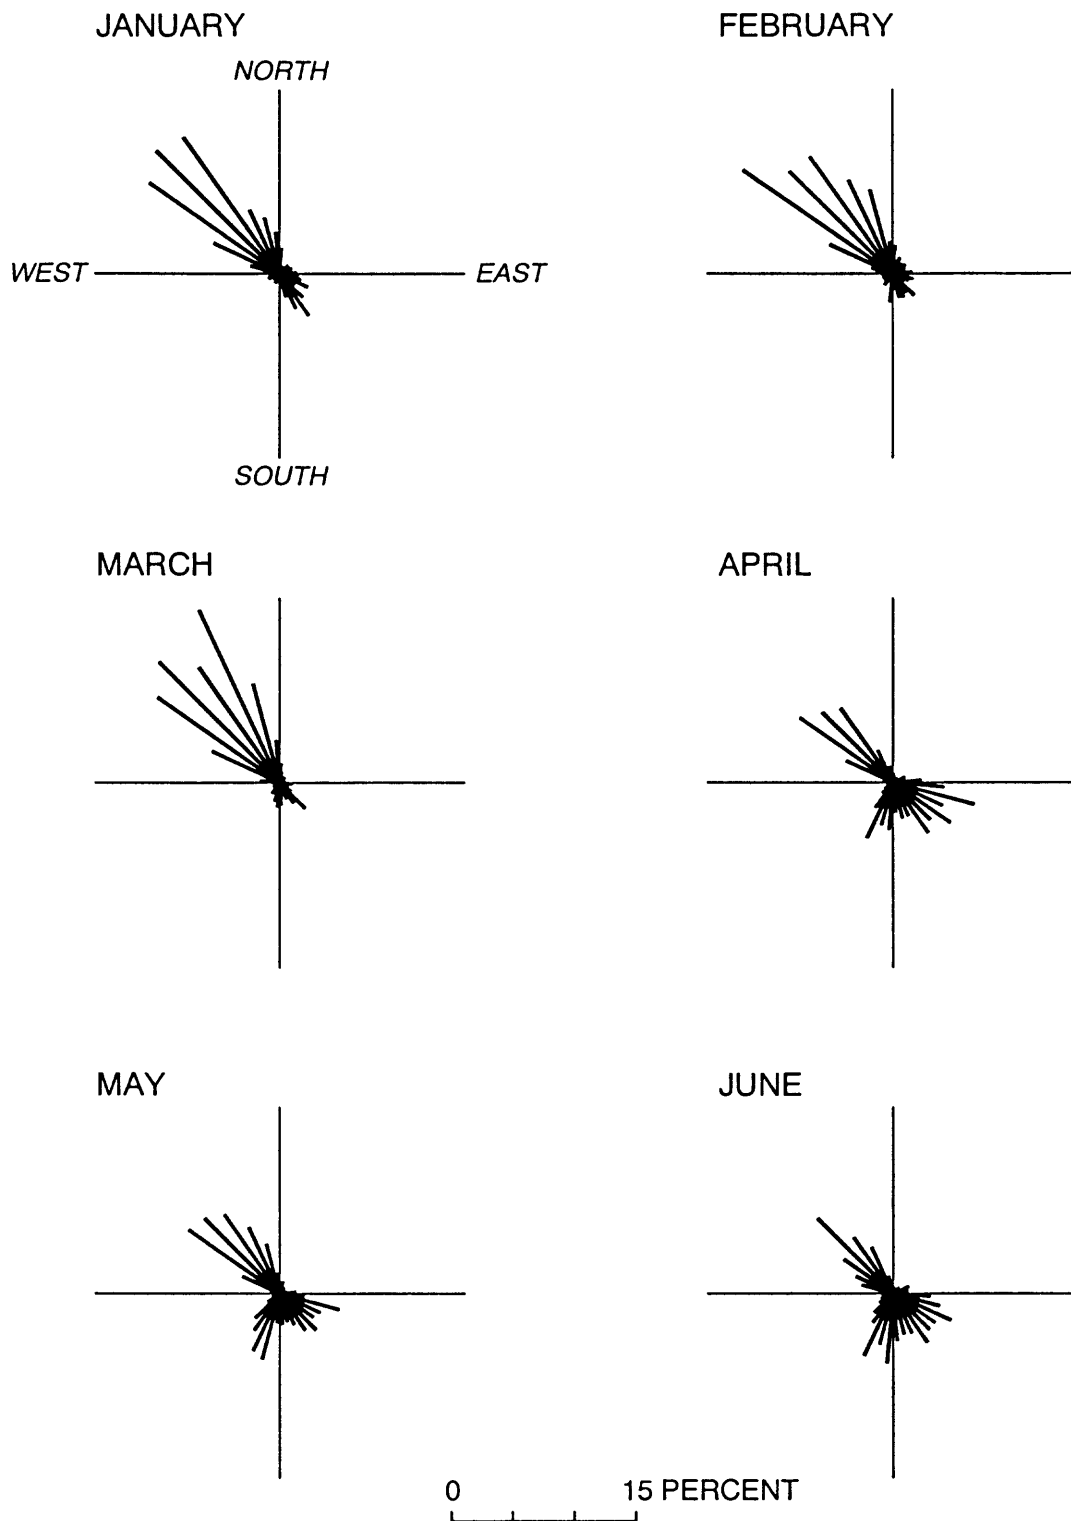 JANUARY
FEBRUARY
NORTH
WEST
EAST
SOUTH
MARCH
APRIL
MAY
JUNE
0 15 PERCENT